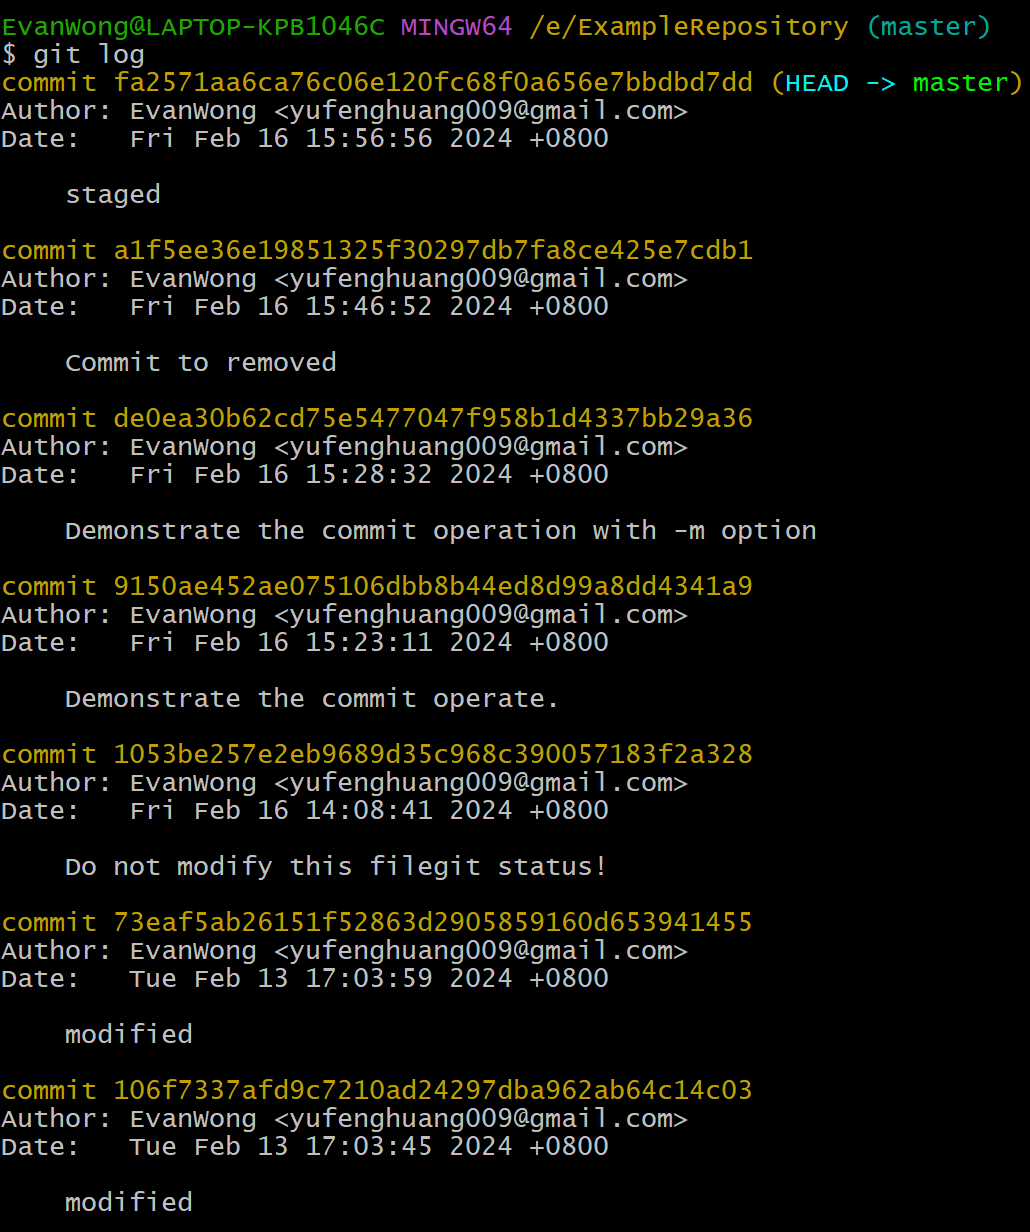 EvanWong@LAPTOP-KPB1046C MINGW64 /e/ExampleRepository (master)
$ git log
commit fa2571aa6ca76c06e120fc68f0a656e7bbdbd7dd (HEAD -> master)
Author: EvanWong <yufenghuang009@gmail.com>
Date:   Fri Feb 16 15:56:56 2024 +0800

    staged

commit a1f5ee36e19851325f30297db7fa8ce425e7cdb1
Author: EvanWong <yufenghuang009@gmail.com>
Date:   Fri Feb 16 15:46:52 2024 +0800

    Commit to removed

commit de0ea30b62cd75e5477047f958b1d4337bb29a36
Author: EvanWong <yufenghuang009@gmail.com>
Date:   Fri Feb 16 15:28:32 2024 +0800

    Demonstrate the commit operation with -m option

commit 9150ae452ae075106dbb8b44ed8d99a8dd4341a9
Author: EvanWong <yufenghuang009@gmail.com>
Date:   Fri Feb 16 15:23:11 2024 +0800

    Demonstrate the commit operate.

commit 1053be257e2eb9689d35c968c390057183f2a328
Author: EvanWong <yufenghuang009@gmail.com>
Date:   Fri Feb 16 14:08:41 2024 +0800

    Do not modify this filegit status!

commit 73eaf5ab26151f52863d2905859160d653941455
Author: EvanWong <yufenghuang009@gmail.com>
Date:   Tue Feb 13 17:03:59 2024 +0800

    modified

commit 106f7337afd9c7210ad24297dba962ab64c14c03
Author: EvanWong <yufenghuang009@gmail.com>
Date:   Tue Feb 13 17:03:45 2024 +0800

    modified